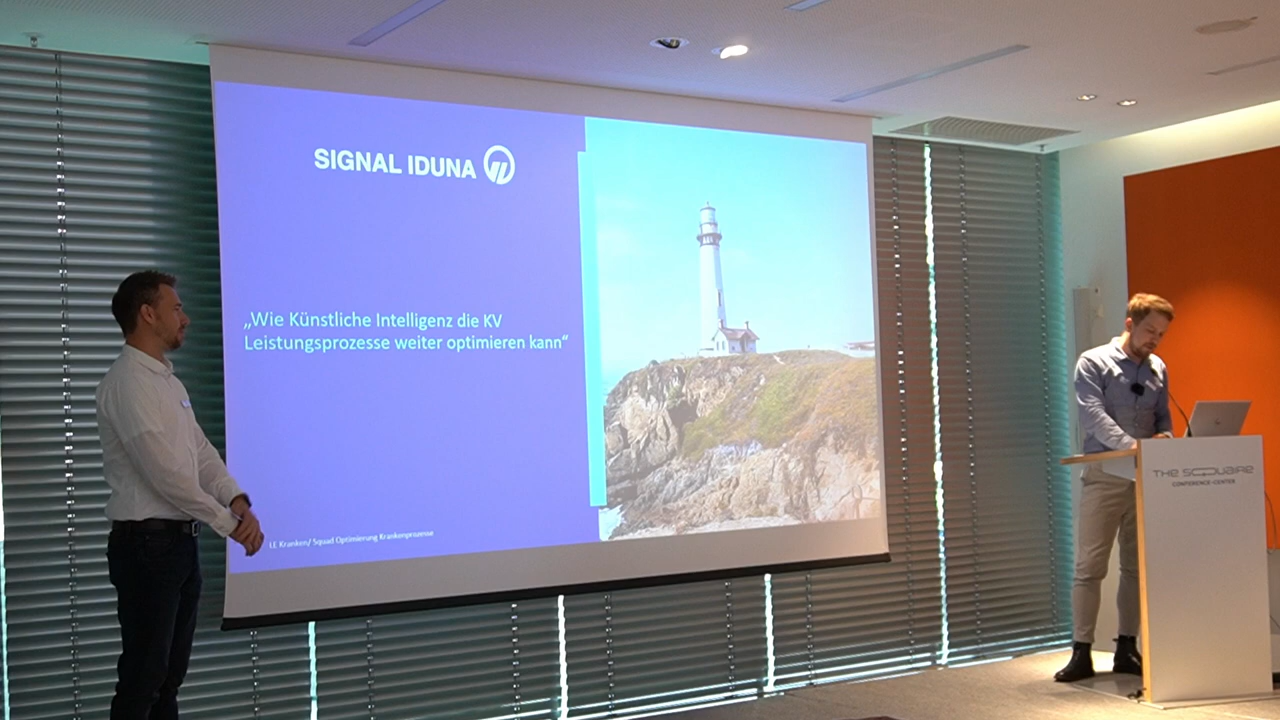 SIGNAL IDUNA
„Wie Künstliche Intelligenz die KV
Leistungsprozesse weiter optimieren kann“
LE Kranken/ Squad Optimierung Krankenprozesse
THE SQUAIRE
CONFERENCE-CENTER